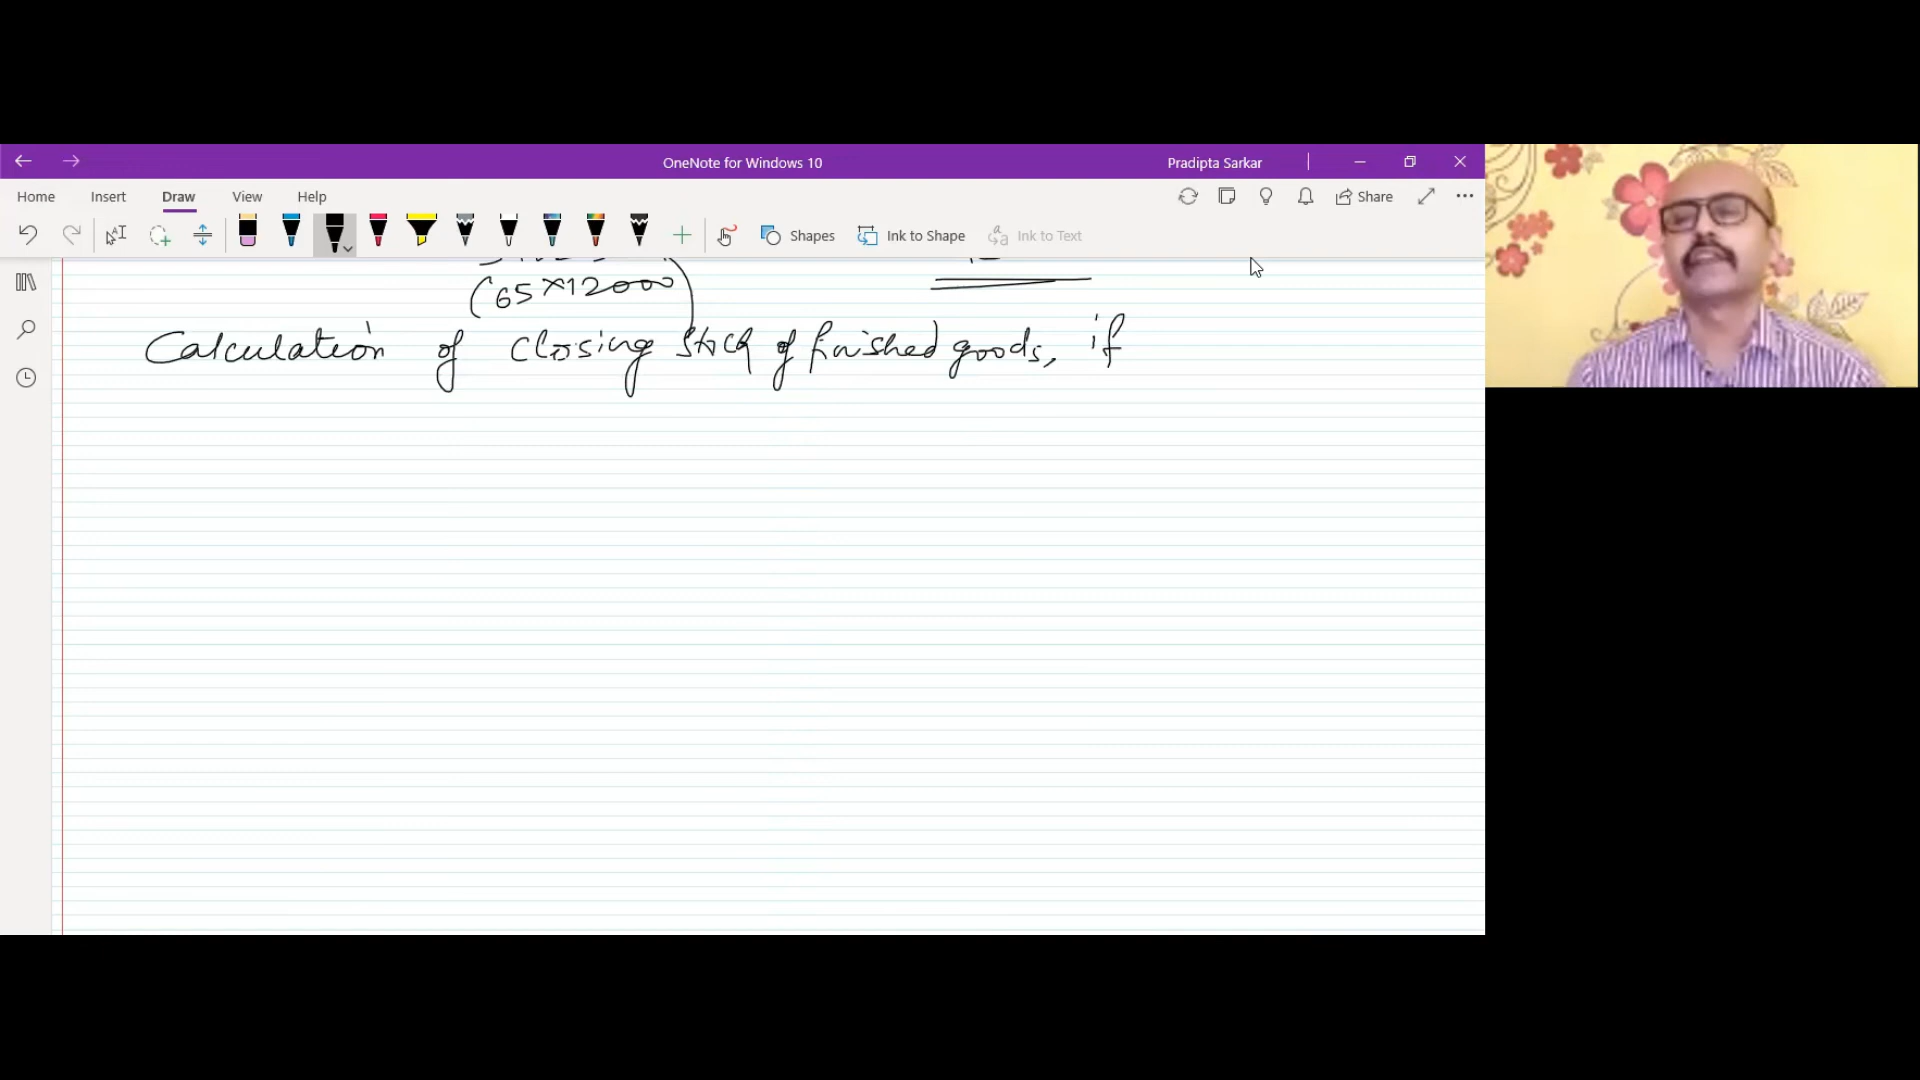 OneNote for Windows 10
Pradipta Sarkar
Home Insert Draw View Help
Share
Shapes Ink to Shape Ink to Text
(65×12000)
Calculation of closing stock of finished goods, if